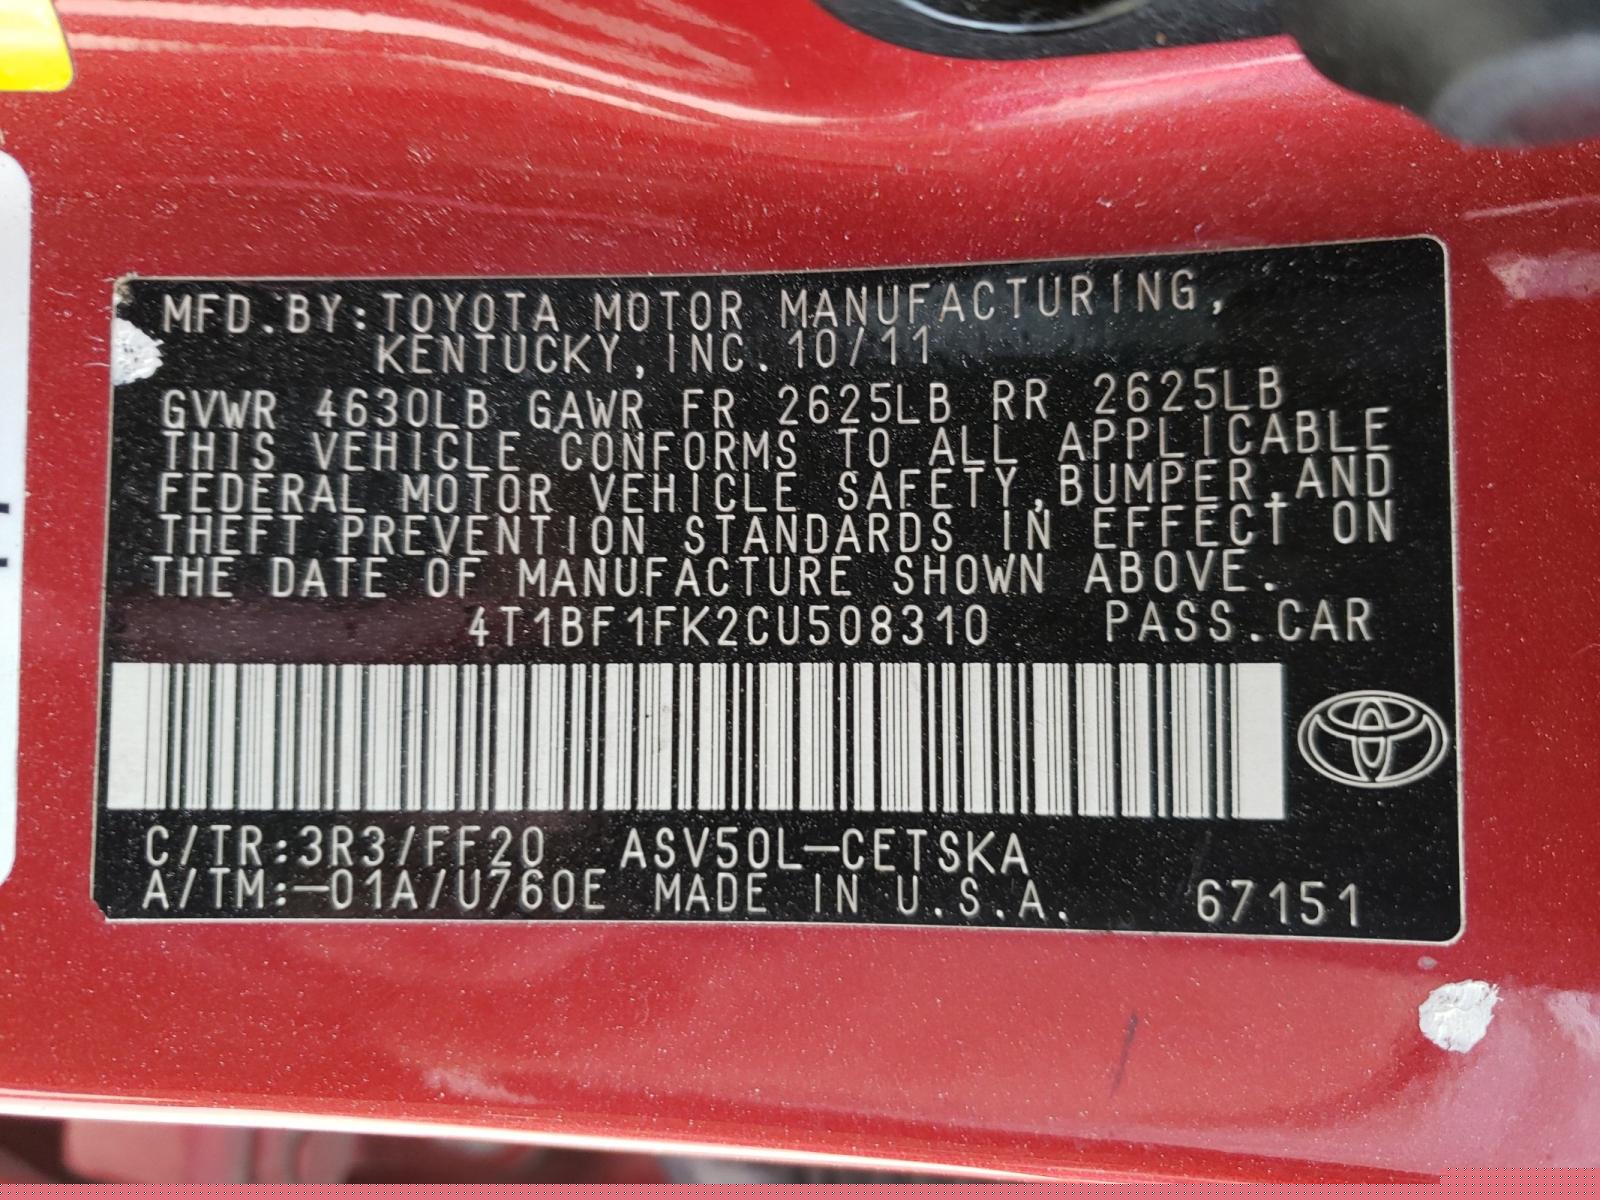 MFD.BY:TOYOTA MOTOR MANUFACTURING,
KENTUCKY,INC. 10/11
GVWR 4630LB GAWR FR 2625LB RR 2625LB
THIS VEHICLE CONFORMS TO ALL APPLICABLE
FEDERAL MOTOR VEHICLE SAFETY,BUMPER,AND
THEFT PREVENTION STANDARDS IN EFFECT ON
THE DATE OF MANUFACTURE SHOWN ABOVE.
4T1BF1FK2CU508310 PASS.CAR
C/TR:3R3/FF20 ASV50L-CETSKA
A/TM:-01A/U760E MADE IN U.S.A. 67151